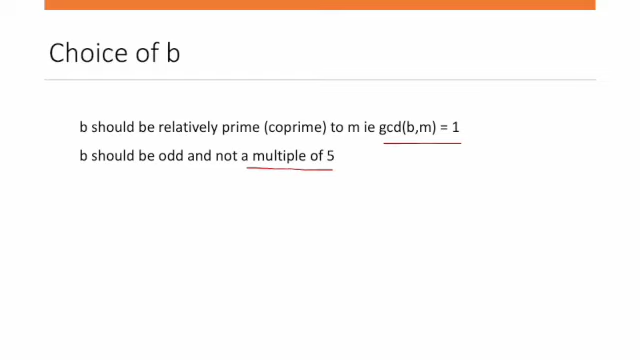 Choice of b
b should be relatively prime (coprime) to m ie gcd(b,m) = 1
b should be odd and not a multiple of 5